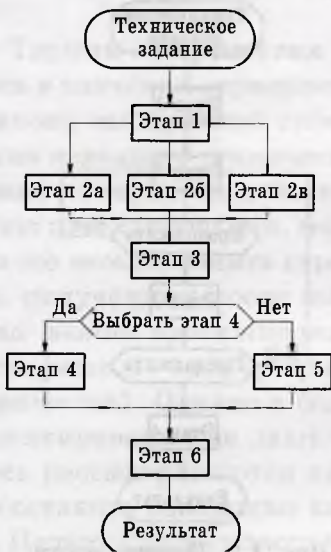 Техническое
задание
Этап 1
Этап 2а
Этап 2б
Этап 2в
Этап 3
Да
Выбрать этап 4
Нет
Этап 4
Этап 5
Этап 6
Результат